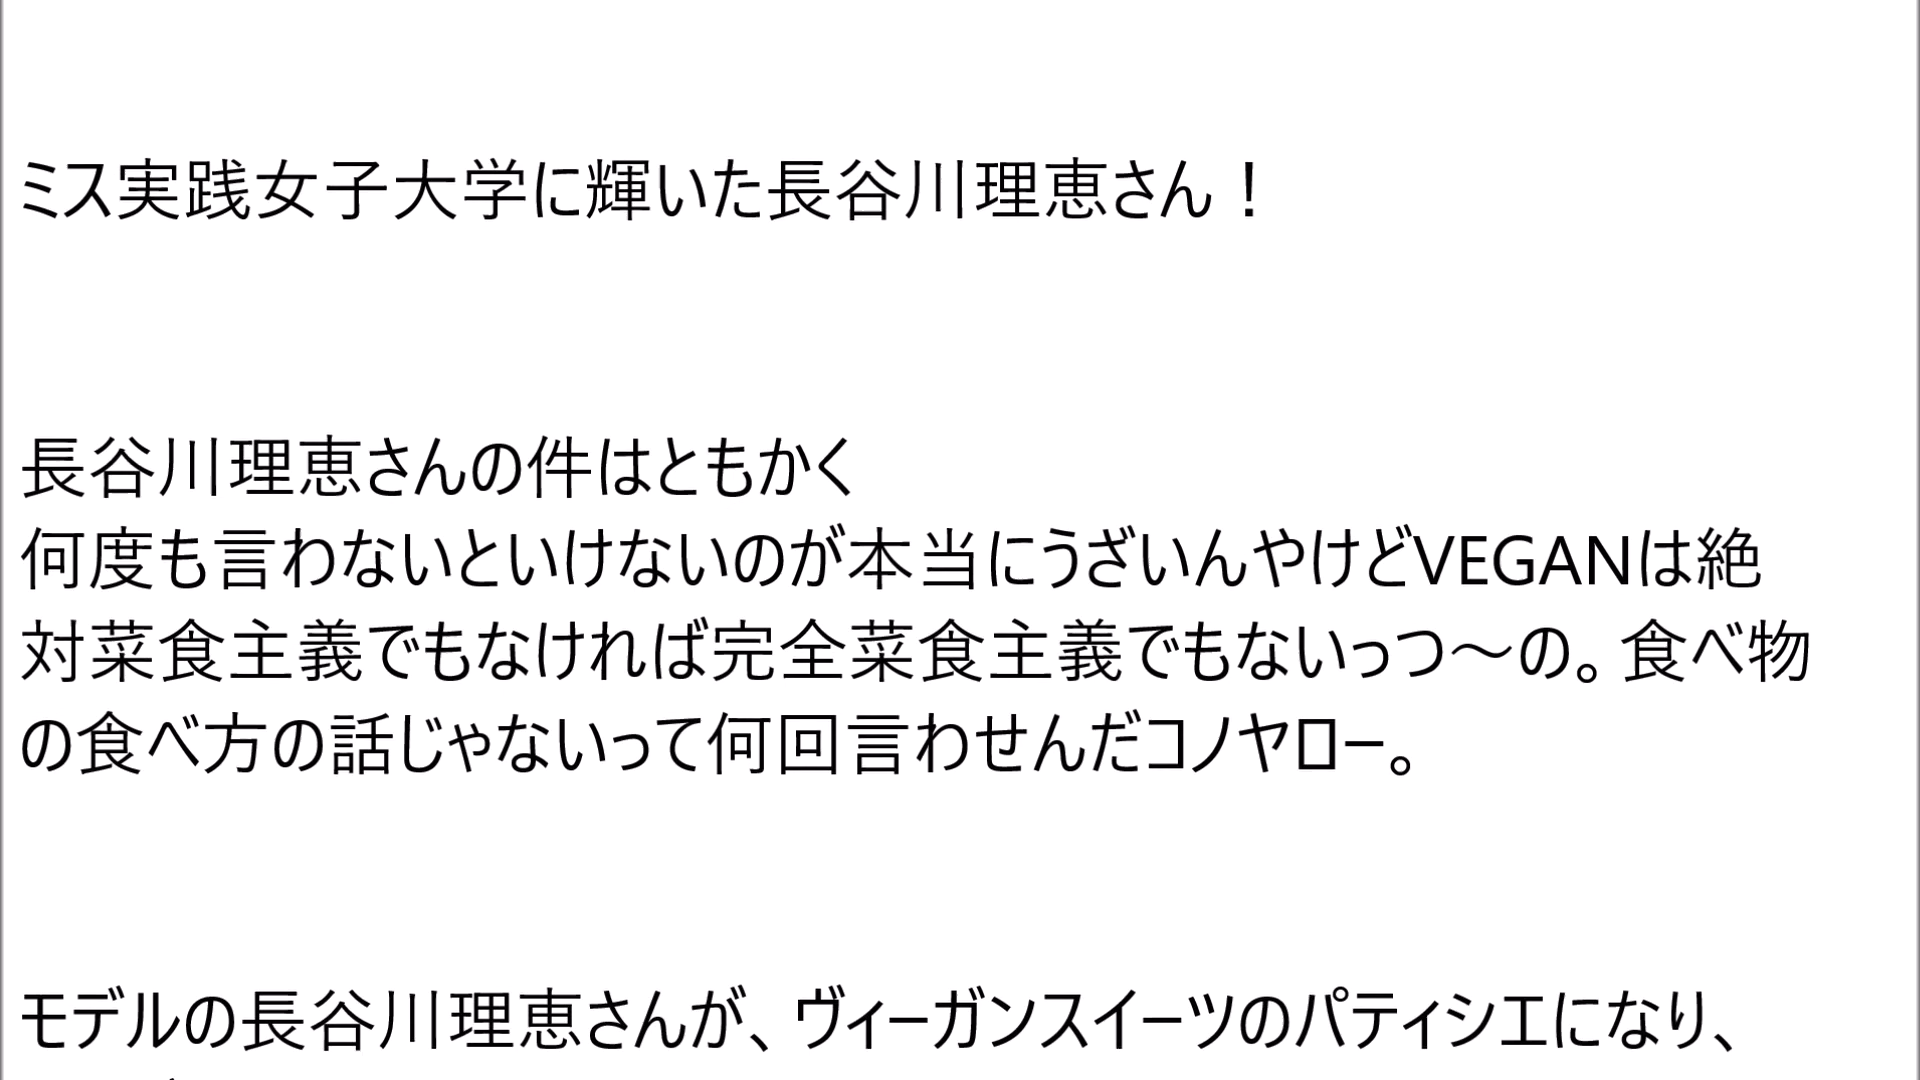 ミス実践女子大学に輝いた長谷川理恵さん！
長谷川理恵さんの件はともかく
何度も言わないといけないのが本当にうざいんやけどVEGANは絶
対菜食主義でもなければ完全菜食主義でもないっつ～の。食べ物
の食べ方の話じゃないって何回言わせんだコノヤロー。
モデルの長谷川理恵さんが、ヴィーガンスイーツのパティシエになり、